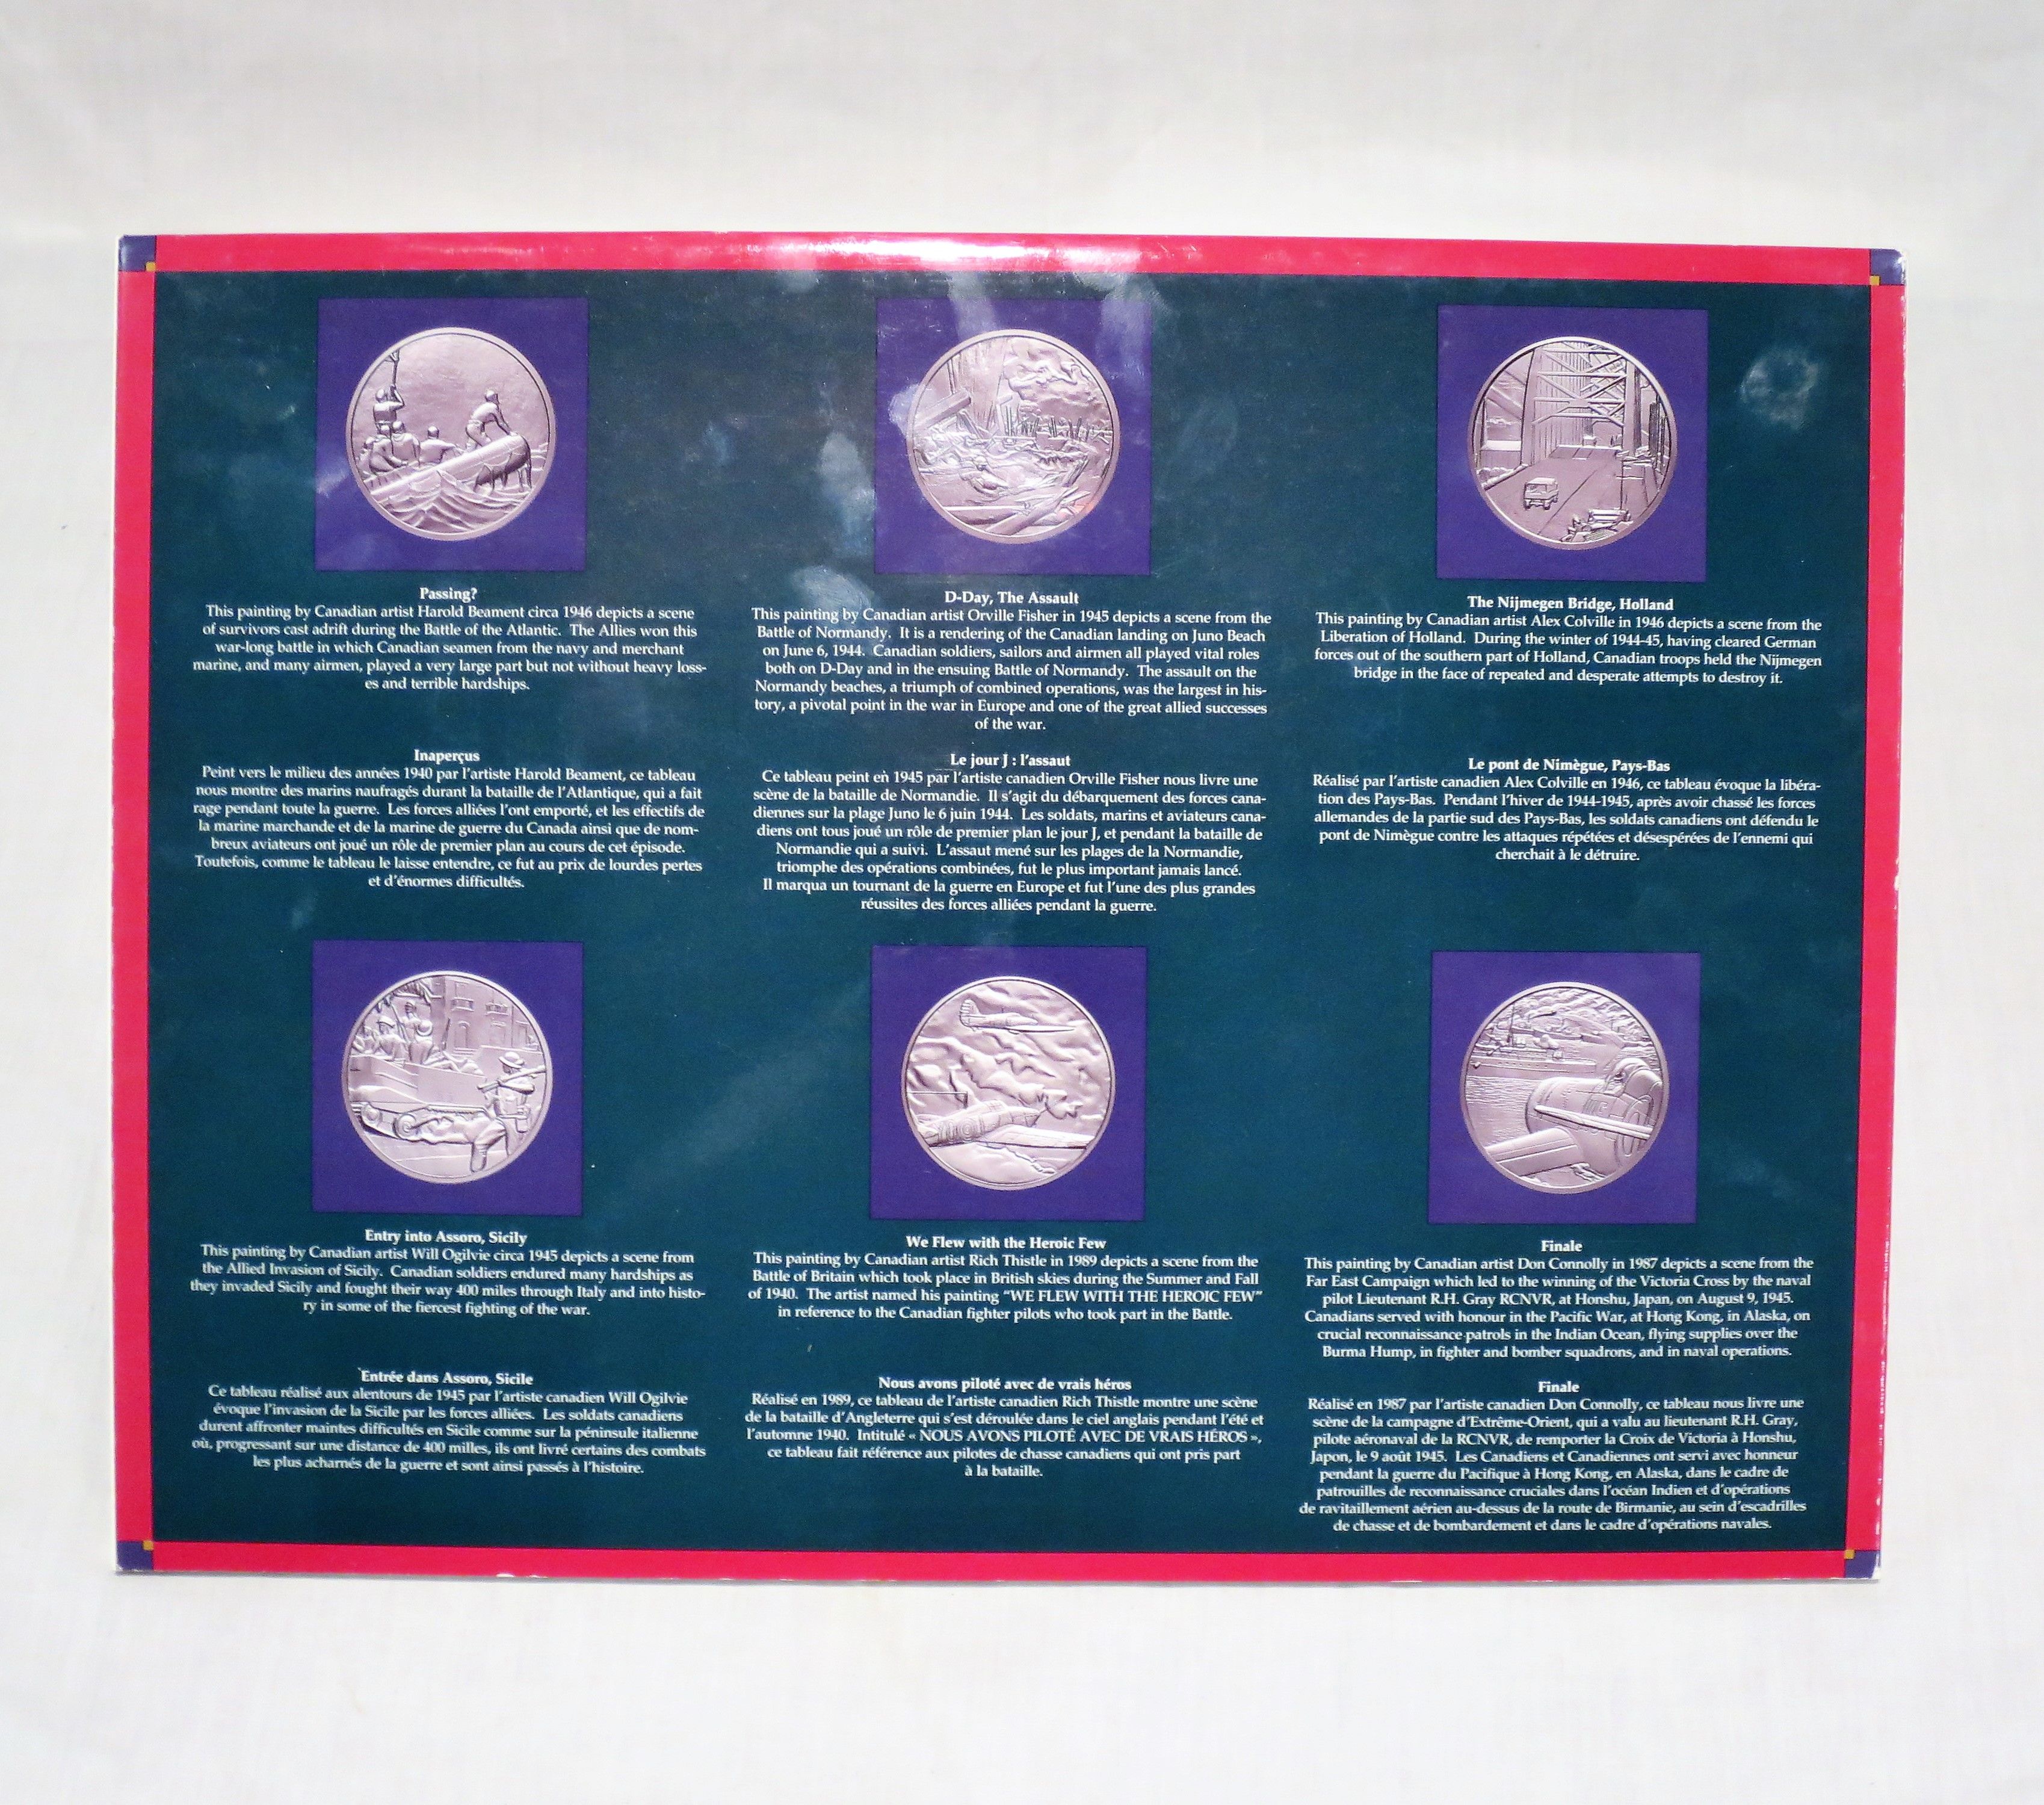 Passing?
This painting by Canadian artist Harold Beament circa 1946 depicts a scene
of survivors cast adrift during the Battle of the Atlantic. The Allies won this
war-long battle in which Canadian seamen from the navy and merchant
marine, and many airmen, played a very large part but not without heavy loss-
es and terrible hardships.
Inaperçus
Peint vers le milieu des années 1940 par l'artiste Harold Beament, ce tableau
nous montre des marins naufragés durant la bataille de l'Atlantique, qui a fait
rage pendant toute la guerre. Les forces alliées l'ont emporté, et les effectifs de
la marine marchande et de la marine de guerre du Canada ainsi que de nom-
breux aviateurs ont joué un rôle de premier plan au cours de cet épisode.
Toutefois, comme le tableau le laisse entendre, ce fut au prix de lourdes pertes
et d'énormes difficultés.
D-Day, The Assault
This painting by Canadian artist Orville Fisher in 1945 depicts a scene from the
Battle of Normandy. It is a rendering of the Canadian landing on Juno Beach
on June 6, 1944. Canadian soldiers, sailors and airmen all played vital roles
both on D-Day and in the ensuing Battle of Normandy. The assault on the
Normandy beaches, a triumph of combined operations, was the largest in his-
tory, a pivotal point in the war in Europe and one of the great allied successes
of the war.
Le jour J : l'assaut
Ce tableau peint en 1945 par l'artiste canadien Orville Fisher nous livre une
scène de la bataille de Normandie. Il s'agit du débarquement des forces cana-
diennes sur la plage Juno le 6 juin 1944. Les soldats, marins et aviateurs cana-
diens ont tous joué un rôle de premier plan le jour J, et pendant la bataille de
Normandie qui a suivi. L'assaut mené sur les plages de la Normandie,
triomphe des opérations combinées, fut le plus important jamais lancé.
Il marqua un tournant de la guerre en Europe et fut l'une des plus grandes
réussites des forces alliées pendant la guerre.
The Nijmegen Bridge, Holland
This painting by Canadian artist Alex Colville in 1946 depicts a scene from the
Liberation of Holland. During the winter of 1944-45, having cleared German
forces out of the southern part of Holland, Canadian troops held the Nijmegen
bridge in the face of repeated and desperate attempts to destroy it.
Le pont de Nimègue, Pays-Bas
Réalisé par l'artiste canadien Alex Colville en 1946, ce tableau évoque la libéra-
tion des Pays-Bas. Pendant l'hiver de 1944-1945, après avoir chassé les forces
allemandes de la partie sud des Pays-Bas, les soldats canadiens ont défendu le
pont de Nimègue contre les attaques répétées et désespérées de l'ennemi qui
cherchait à le détruire.
Entry into Assoro, Sicily
This painting by Canadian artist Will Ogilvie circa 1945 depicts a scene from
the Allied Invasion of Sicily. Canadian soldiers endured many hardships as
they invaded Sicily and fought their way 400 miles through Italy and into histo-
ry in some of the fiercest fighting of the war.
Entrée dans Assoro, Sicile
Ce tableau réalisé aux alentours de 1945 par l'artiste canadien Will Ogilvie
évoque l'invasion de la Sicile par les forces alliées. Les soldats canadiens
durent affronter maintes difficultés en Sicile comme sur la péninsule italienne
où, progressant sur une distance de 400 milles, ils ont livré certains des combats
les plus acharnés de la guerre et sont ainsi passés à l'histoire.
We Flew with the Heroic Few
This painting by Canadian artist Rich Thistle in 1989 depicts a scene from the
Battle of Britain which took place in British skies during the Summer and Fall
of 1940. The artist named his painting "WE FLEW WITH THE HEROIC FEW"
in reference to the Canadian fighter pilots who took part in the Battle.
Nous avons piloté avec de vrais héros
Réalisé en 1989, ce tableau de l'artiste canadien Rich Thistle montre une scène
de la bataille d'Angleterre qui s'est déroulée dans le ciel anglais pendant l'été et
l'automne 1940. Intitulé « NOUS AVONS PILOTÉ AVEC DE VRAIS HÉROS »,
ce tableau fait référence aux pilotes de chasse canadiens qui ont pris part
à la bataille.
Finale
This painting by Canadian artist Don Connolly in 1987 depicts a scene from the
Far East Campaign which led to the winning of the Victoria Cross by the naval
pilot Lieutenant R.H. Gray RCNVR, at Honshu, Japan, on August 9, 1945.
Canadians served with honour in the Pacific War, at Hong Kong, in Alaska, on
crucial reconnaissance patrols in the Indian Ocean, flying supplies over the
Burma Hump, in fighter and bomber squadrons, and in naval operations.
Finale
Réalisé en 1987 par l'artiste canadien Don Connolly, ce tableau nous livre une
scène de la campagne d'Extrême-Orient, qui a valu au lieutenant R.H. Gray,
pilote aéronaval de la RCNVR, de remporter la Croix de Victoria à Honshu,
Japon, le 9 août 1945. Les Canadiens et Canadiennes ont servi avec honneur
pendant la guerre du Pacifique à Hong Kong, en Alaska, dans le cadre de
patrouilles de reconnaissance cruciales dans l'océan Indien et d'opérations
de ravitaillement aérien au-dessus de la route de Birmanie, au sein d'escadrilles
de chasse et de bombardement et dans le cadre d'opérations navales.